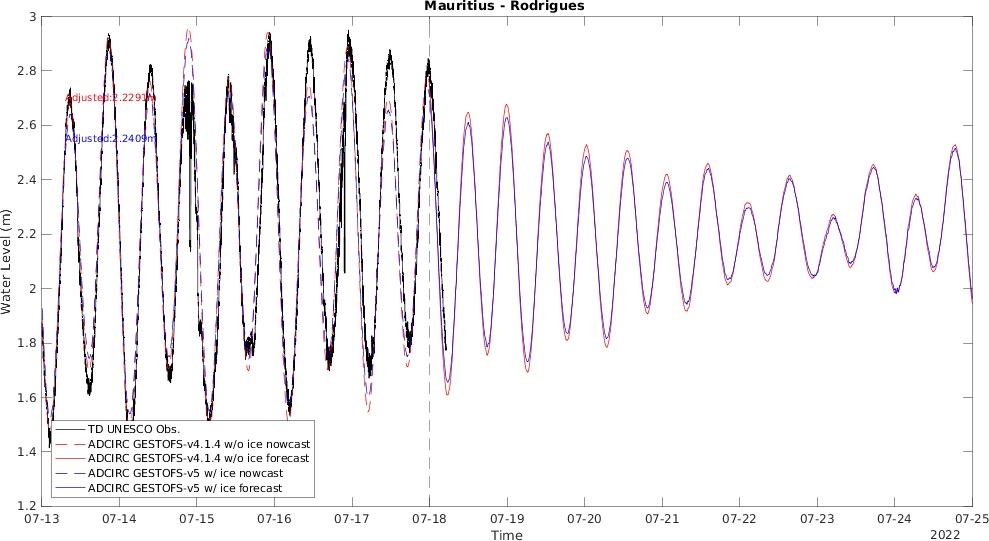 Mauritius - Rodrigues
3
2.8
2.6
2.4
2.2
2
1.8
1.6
1.4
1.2
Water Level (m)
Adjusted:2.2291m
Adjusted:2.2409m
TD UNESCO Obs.
ADCIRC GESTOFS-v4.1.4 w/o ice nowcast
ADCIRC GESTOFS-v4.1.4 w/o ice forecast
ADCIRC GESTOFS-v5 w/ ice nowcast
ADCIRC GESTOFS-v5 w/ ice forecast
07-13 07-14 07-15 07-16 07-17 07-18 07-19 07-20 07-21 07-22 07-23 07-24 07-25
Time
2022